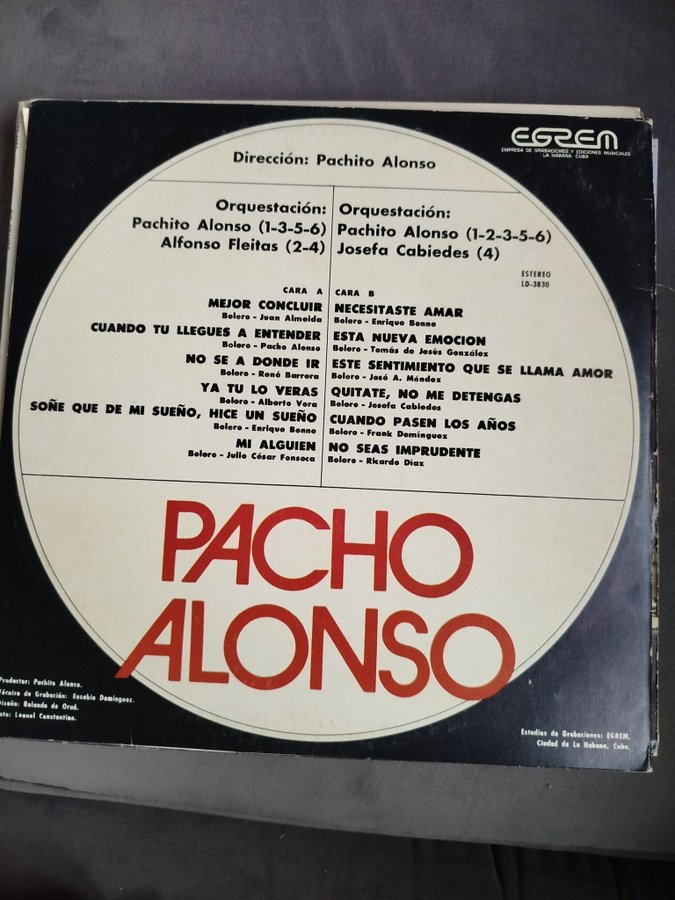 EGREM
EMPRESA DE GRABACIONES Y EDICIONES MUSICALES
LA HABANA CUBA
Dirección: Pachito Alonso
Orquestación:
Pachito Alonso (1-3-5-6)
Alfonso Fleitas (2-4)
Orquestación:
Pachito Alonso (1-2-3-5-6)
Josefa Cabiedes (4)
ESTEREO
LD-3830
CARA A
MEJOR CONCLUIR
Bolero - Juan Almeida
CUANDO TU LLEGUES A ENTENDER
Bolero - Pacho Alonso
NO SE A DONDE IR
Bolero - René Barrera
YA TU LO VERAS
Bolero - Alberto Vera
SOÑE QUE DE MI SUEÑO, HICE UN SUEÑO
Bolero - Enrique Bonne
MI ALGUIEN
Bolero - Julio César Fonseca
CARA B
NECESITASTE AMAR
Bolero - Enrique Bonne
ESTA NUEVA EMOCION
Bolero - Tomás de Jesús González
ESTE SENTIMIENTO QUE SE LLAMA AMOR
Bolero - José A. Méndez
QUITATE, NO ME DETENGAS
Bolero - Josefa Cabiedes
CUANDO PASEN LOS AÑOS
Bolero - Frank Domínguez
NO SEAS IMPRUDENTE
Bolero - Ricardo Díaz
PACHO
ALONSO
Productor: Pachito Alonso.
Técnico de Grabación: Eusebio Domínguez.
Diseño: Rolando de Oraá.
Foto: Leonel Constantino.
Estudios de Grabaciones: EGREM,
Ciudad de La Habana, Cuba.